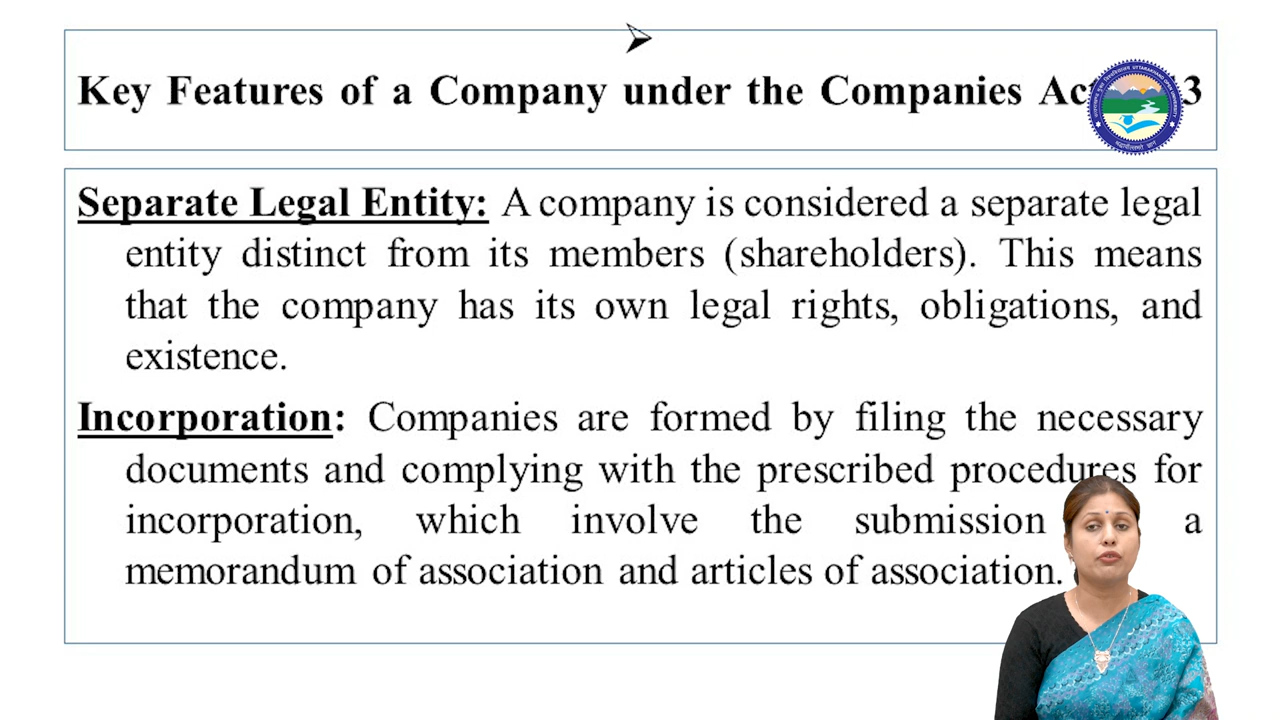 ➢
Key Features of a Company under the Companies Ac 3
Separate Legal Entity: A company is considered a separate legal
entity distinct from its members (shareholders). This means
that the company has its own legal rights, obligations, and
existence.
Incorporation: Companies are formed by filing the necessary
documents and complying with the prescribed procedures for
incorporation, which involve the submission a
memorandum of association and articles of association.